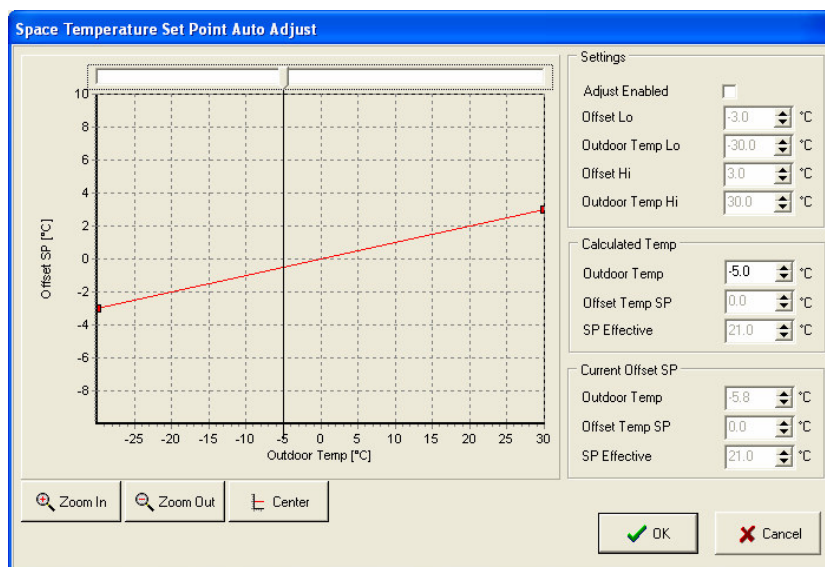 Space Temperature Set Point Auto Adjust
Offset SP [°C]
10
8
6
4
2
0
-2
-4
-6
-8
-25 -20 -15 -10 -5 0 5 10 15 20 25 30
Outdoor Temp [°C]
Zoom In
Zoom Out
Center
Settings
Adjust Enabled
Offset Lo -3.0 °C
Outdoor Temp Lo -30.0 °C
Offset Hi 3.0 °C
Outdoor Temp Hi 30.0 °C
Calculated Temp
Outdoor Temp -5.0 °C
Offset Temp SP 0.0 °C
SP Effective 21.0 °C
Current Offset SP
Outdoor Temp -5.8 °C
Offset Temp SP 0.0 °C
SP Effective 21.0 °C
OK
Cancel